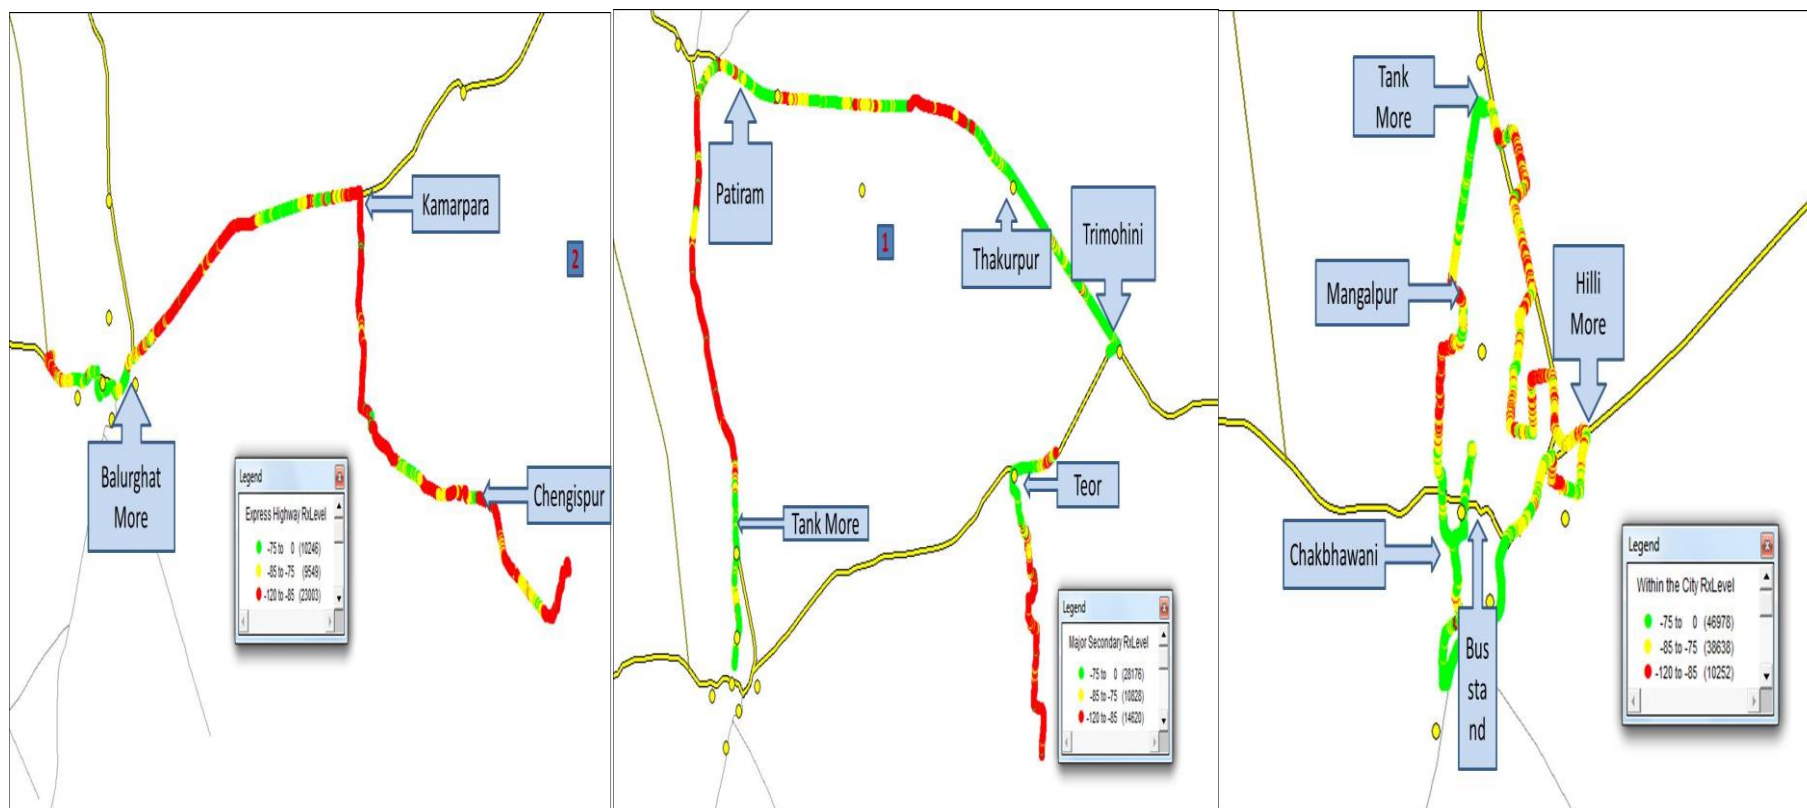 Kamarpara
2
Balurghat
More
Chengispur
Legend
x
Express Highway RxLevel
-75 to 0 (10246)
-85 to -75 (9549)
-120 to -85 (23003)
Patiram
1
Thakurpur
Trimohini
Tank More
Teor
Legend
x
Major Secondary RxLevel
-75 to 0 (28176)
-85 to -75 (10828)
-120 to -85 (14620)
Tank
More
Mangalpur
Hilli
More
Chakbhawani
Bus
sta
nd
Legend
x
Within the City RxLevel
-75 to 0 (46978)
-85 to -75 (38638)
-120 to -85 (10252)